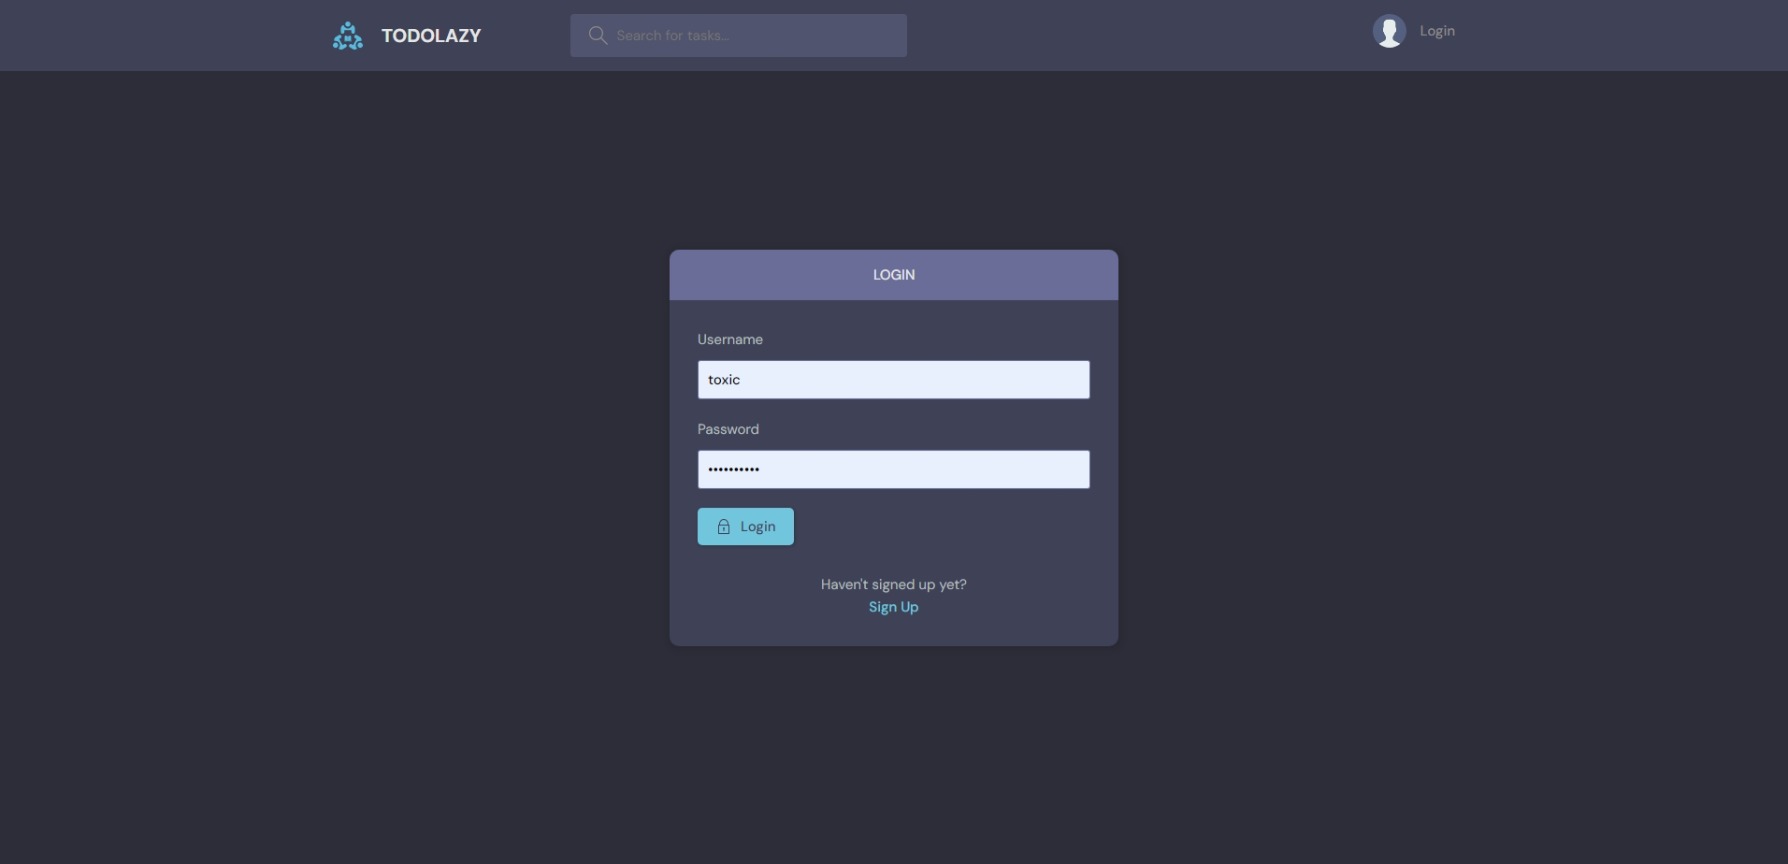 TODOLAZY
Search for tasks...
Login
LOGIN
Username
toxic
Password
••••••••••
Login
Haven't signed up yet?
Sign Up